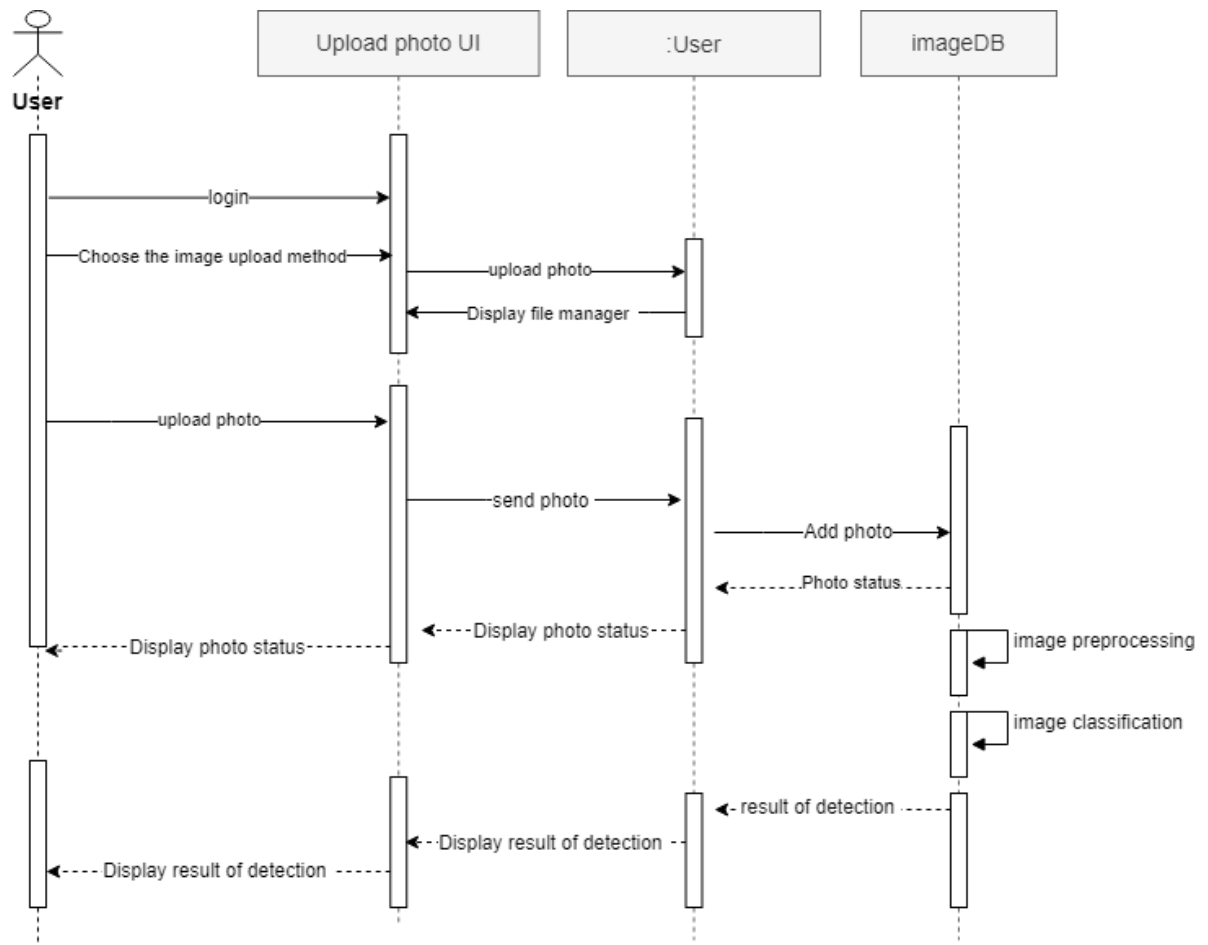 Upload photo UI
:User
imageDB
User
login
Choose the image upload method
upload photo
Display file manager
upload photo
send photo
Add photo
Photo status
Display photo status
Display photo status
image preprocessing
image classification
result of detection
Display result of detection
Display result of detection